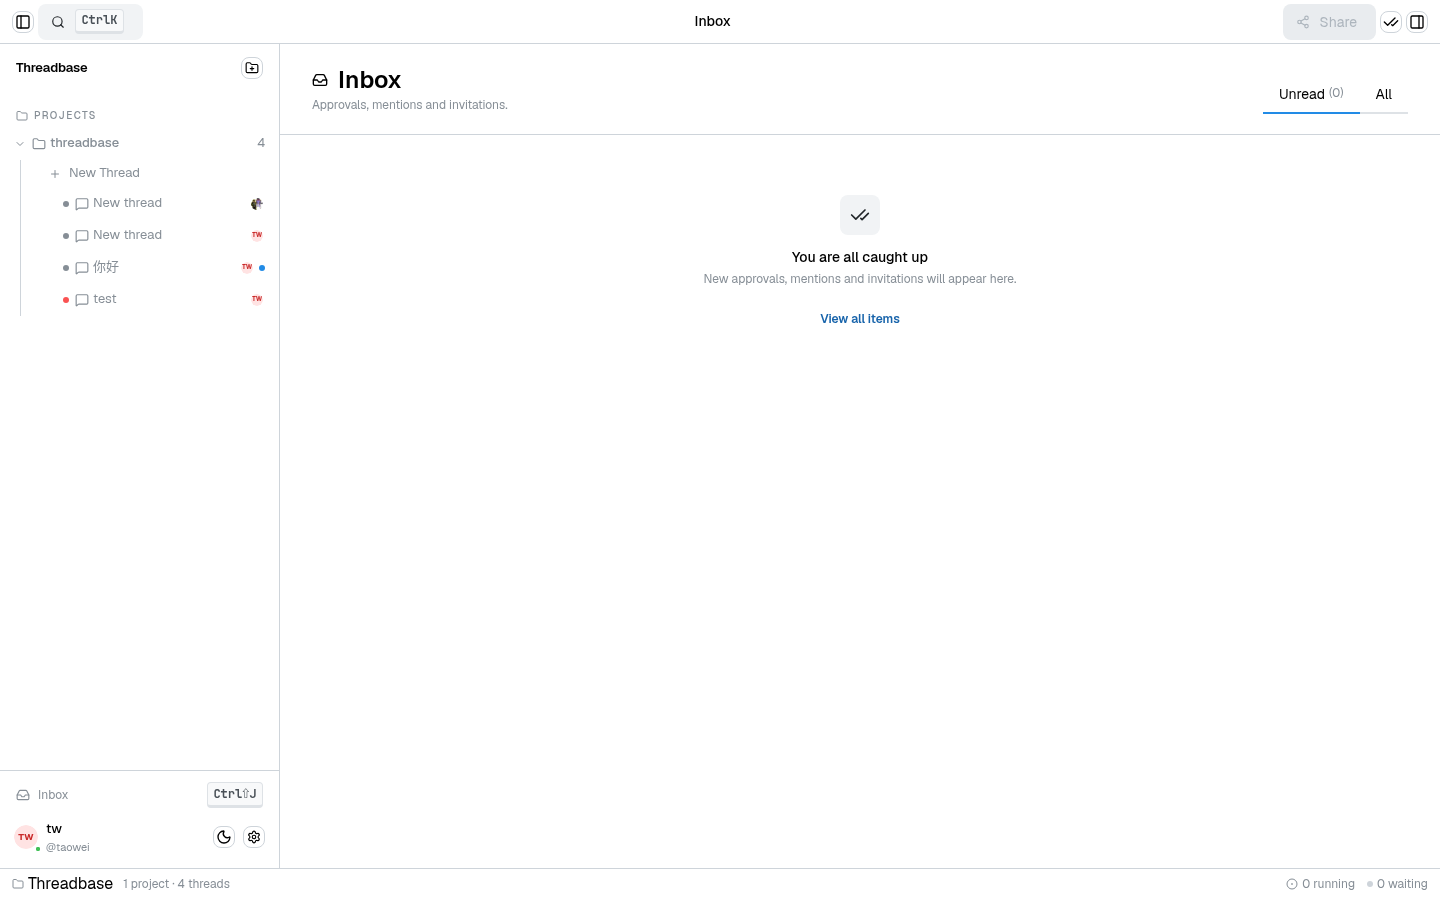 CtrlK
Inbox
Share
Threadbase
PROJECTS
threadbase 4
New Thread
New thread
New thread TW
你好 TW
test TW
Inbox
Approvals, mentions and invitations.
Unread (0) All
You are all caught up
New approvals, mentions and invitations will appear here.
View all items
Inbox Ctrl⇧J
TW tw
@taowei
Threadbase 1 project · 4 threads
0 running 0 waiting